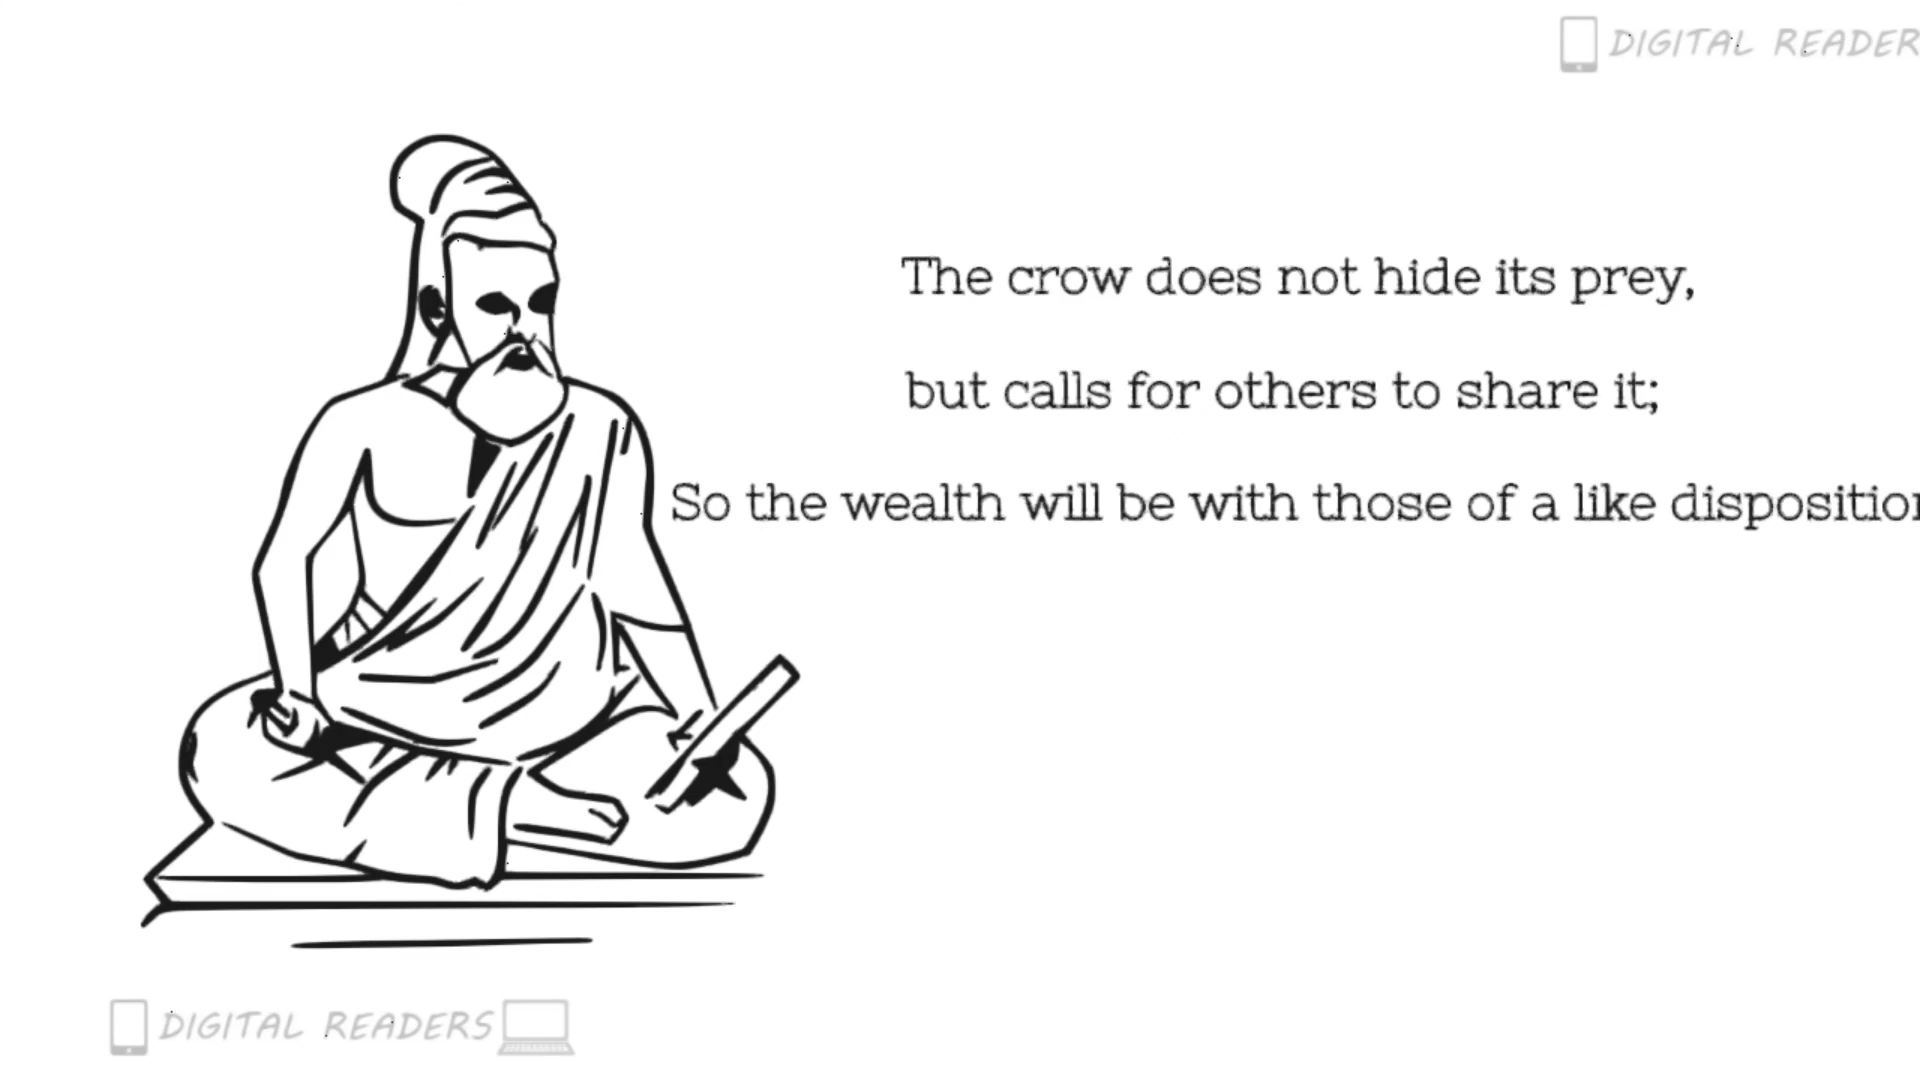 DIGITAL READER
The crow does not hide its prey,
but calls for others to share it;
So the wealth will be with those of a like disposition
DIGITAL READERS